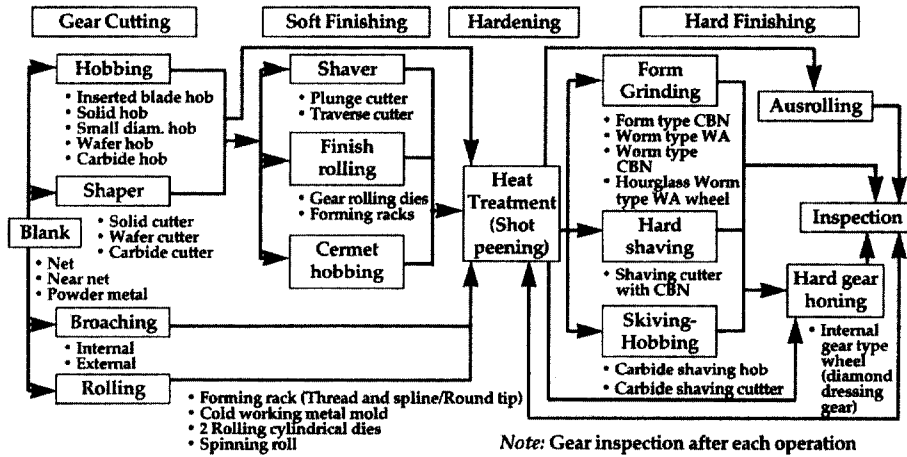 Gear Cutting
Soft Finishing
Hardening
Hard Finishing
Hobbing
• Inserted blade hob
• Solid hob
• Small diam. hob
• Wafer hob
• Carbide hob
Shaper
• Solid cutter
• Wafer cutter
• Carbide cutter
Blank
• Net
• Near net
• Powder metal
Broaching
• Internal
• External
Rolling
• Forming rack (Thread and spline/Round tip)
• Cold working metal mold
• 2 Rolling cylindrical dies
• Spinning roll
Shaver
• Plunge cutter
• Traverse cutter
Finish
rolling
• Gear rolling dies
• Forming racks
Cermet
hobbing
Heat
Treatment
(Shot
peening)
Form
Grinding
• Form type CBN
• Worm type WA
• Worm type
CBN
• Hourglass Worm
type WA wheel
Hard
shaving
• Shaving cutter
with CBN
Skiving-
Hobbing
• Carbide shaving hob
• Carbide shaving cuttter
Ausrolling
Inspection
Hard gear
honing
• Internal
gear type
wheel
(diamond
dressing
gear)
Note: Gear inspection after each operation